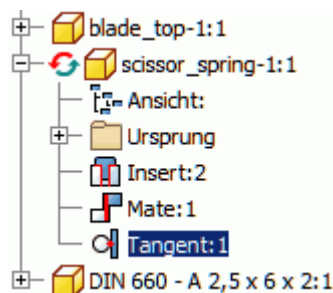 blade_top-1:1
scissor_spring-1:1
Ansicht:
Ursprung
Insert:2
Mate:1
Tangent:1
DIN 660 - A 2,5 x 6 x 2:1